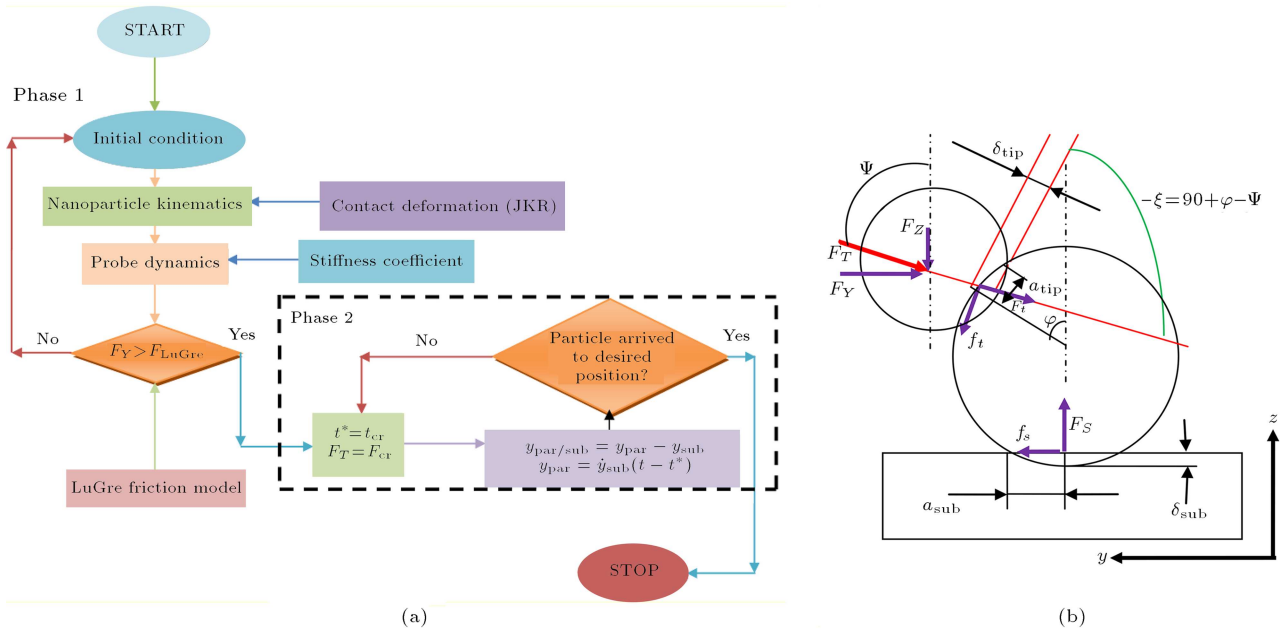 START
Phase 1
Initial condition
Nanoparticle kinematics
Contact deformation (JKR)
Probe dynamics
Stiffness coefficient
No
Yes
F_Y>F_LuGre
LuGre friction model
Phase 2
No
Yes
Particle arrived
to desired
position?
t*=t_cr
F_T=F_cr
y_par/sub = y_par − y_sub
y_par = ẏ_sub(t − t*)
STOP
(a)
δ_tip
Ψ
−ξ=90+φ−Ψ
F_Z
F_T
F_Y
a_tip
F_t
f_t
φ
F_S
f_s
z
a_sub
δ_sub
y
(b)